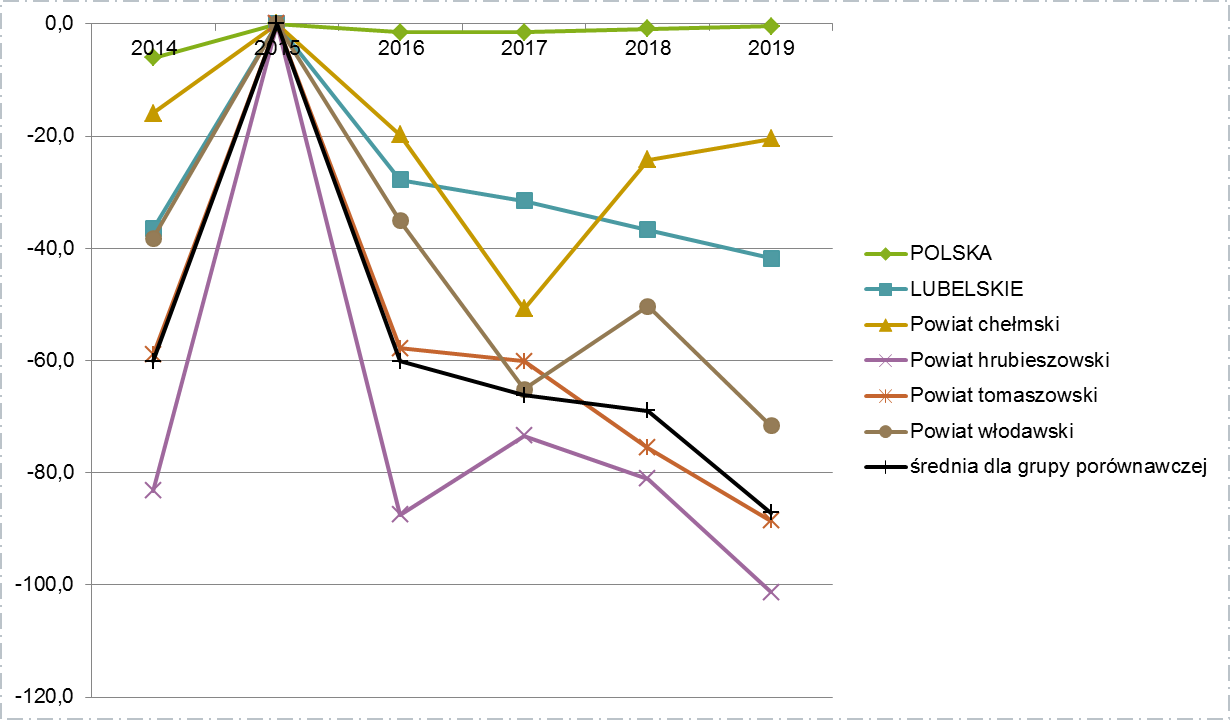 0,0
2014 2015 2016 2017 2018 2019
-20,0
-40,0
-60,0
-80,0
-100,0
-120,0
POLSKA
LUBELSKIE
Powiat chełmski
Powiat hrubieszowski
Powiat tomaszowski
Powiat włodawski
średnia dla grupy porównawczej